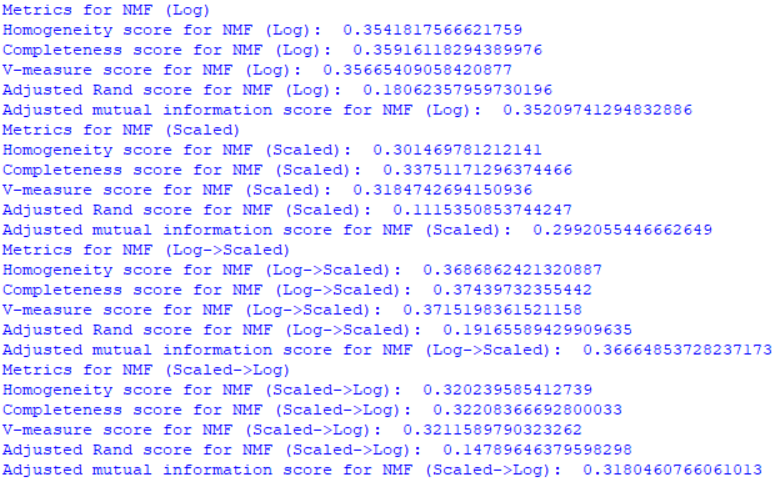 Metrics for NMF (Log)
Homogeneity score for NMF (Log):  0.3541817566621759
Completeness score for NMF (Log):  0.35916118294389976
V-measure score for NMF (Log):  0.35665409058420877
Adjusted Rand score for NMF (Log):  0.18062357959730196
Adjusted mutual information score for NMF (Log):  0.35209741294832886
Metrics for NMF (Scaled)
Homogeneity score for NMF (Scaled):  0.301469781212141
Completeness score for NMF (Scaled):  0.33751171296374466
V-measure score for NMF (Scaled):  0.3184742694150936
Adjusted Rand score for NMF (Scaled):  0.1115350853744247
Adjusted mutual information score for NMF (Scaled):  0.2992055446662649
Metrics for NMF (Log->Scaled)
Homogeneity score for NMF (Log->Scaled):  0.3686862421320887
Completeness score for NMF (Log->Scaled):  0.37439732355442
V-measure score for NMF (Log->Scaled):  0.3715198361521158
Adjusted Rand score for NMF (Log->Scaled):  0.19165589429909635
Adjusted mutual information score for NMF (Log->Scaled):  0.36664853728237173
Metrics for NMF (Scaled->Log)
Homogeneity score for NMF (Scaled->Log):  0.320239585412739
Completeness score for NMF (Scaled->Log):  0.32208366692800033
V-measure score for NMF (Scaled->Log):  0.3211589790323262
Adjusted Rand score for NMF (Scaled->Log):  0.14789646379598298
Adjusted mutual information score for NMF (Scaled->Log):  0.3180460766061013